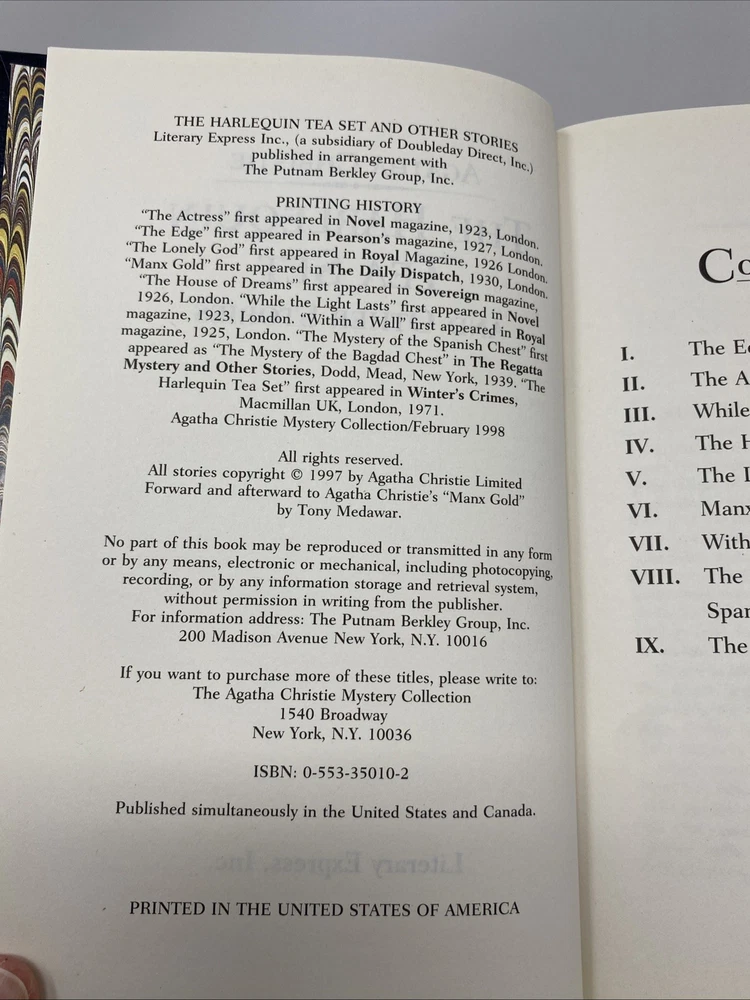 THE HARLEQUIN TEA SET AND OTHER STORIES
Literary Express Inc., (a subsidiary of Doubleday Direct, Inc.)
published in arrangement with
The Putnam Berkley Group, Inc.
PRINTING HISTORY
"The Actress" first appeared in Novel magazine, 1923, London.
"The Edge" first appeared in Pearson's magazine, 1927, London.
"The Lonely God" first appeared in Royal Magazine, 1926 London.
"Manx Gold" first appeared in The Daily Dispatch, 1930, London.
"The House of Dreams" first appeared in Sovereign magazine,
1926, London. "While the Light Lasts" first appeared in Novel
magazine, 1923, London. "Within a Wall" first appeared in Royal
magazine, 1925, London. "The Mystery of the Spanish Chest" first
appeared as "The Mystery of the Bagdad Chest" in The Regatta
Mystery and Other Stories, Dodd, Mead, New York, 1939. "The
Harlequin Tea Set" first appeared in Winter's Crimes,
Macmillan UK, London, 1971.
Agatha Christie Mystery Collection/February 1998
All rights reserved.
All stories copyright © 1997 by Agatha Christie Limited
Forward and afterward to Agatha Christie's "Manx Gold"
by Tony Medawar.
No part of this book may be reproduced or transmitted in any form
or by any means, electronic or mechanical, including photocopying,
recording, or by any information storage and retrieval system,
without permission in writing from the publisher.
For information address: The Putnam Berkley Group, Inc.
200 Madison Avenue New York, N.Y. 10016
If you want to purchase more of these titles, please write to:
The Agatha Christie Mystery Collection
1540 Broadway
New York, N.Y. 10036
ISBN: 0-553-35010-2
Published simultaneously in the United States and Canada.
PRINTED IN THE UNITED STATES OF AMERICA
I. The
II. The A
III. While
IV. The H
V. The
VI. Manx
VII. With
VIII. The
Span
IX. The